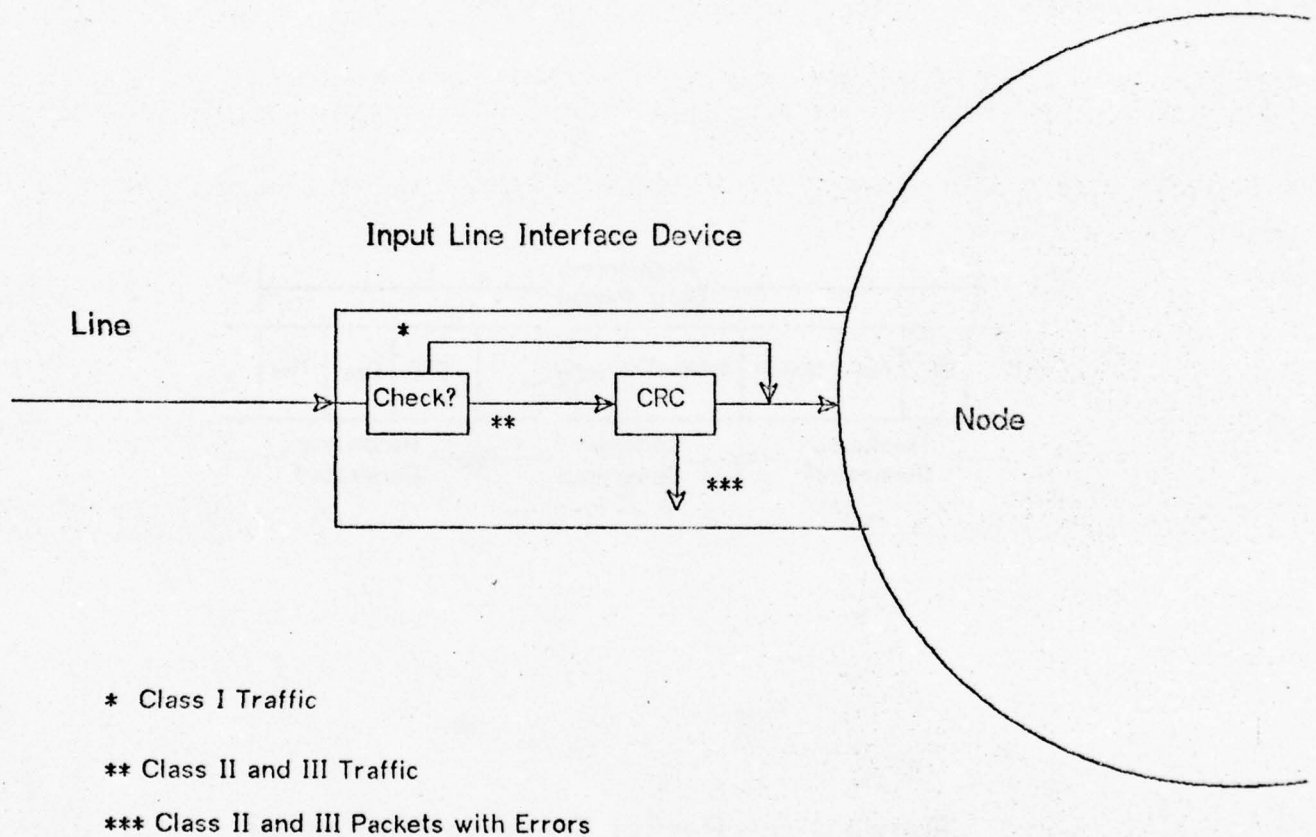 Input Line Interface Device
Line
*
Check?
**
CRC
***
Node
* Class I Traffic
** Class II and III Traffic
*** Class II and III Packets with Errors